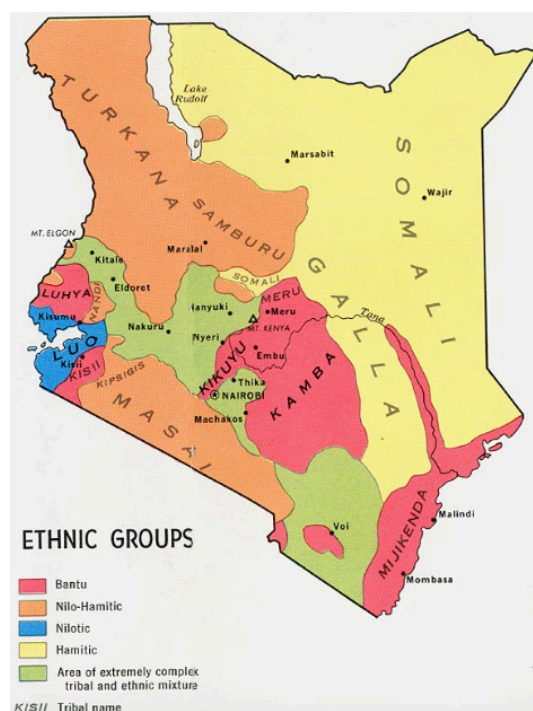 Lake
Rudolf
TURKANA
SAMBURU
SOMALI
GALLA
Marsabit
Wajir
MT. ELGON
Maralal
Kitale
SOMALI
Eldoret
LUHYA
NANDI
MERU
Nanyuki
Meru
Tana
Kisumu
MT. KENYA
Nakuru
Nyeri
LUO
Embu
Kisii
KISII
KIKUYU
KIPSIGIS
Thika
KAMBA
NAIROBI
MASAI
Machakos
Voi
MIJIKENDA
Malindi
Mombasa
ETHNIC GROUPS
Bantu
Nilo-Hamitic
Nilotic
Hamitic
Area of extremely complex
tribal and ethnic mixture
KISII Tribal name